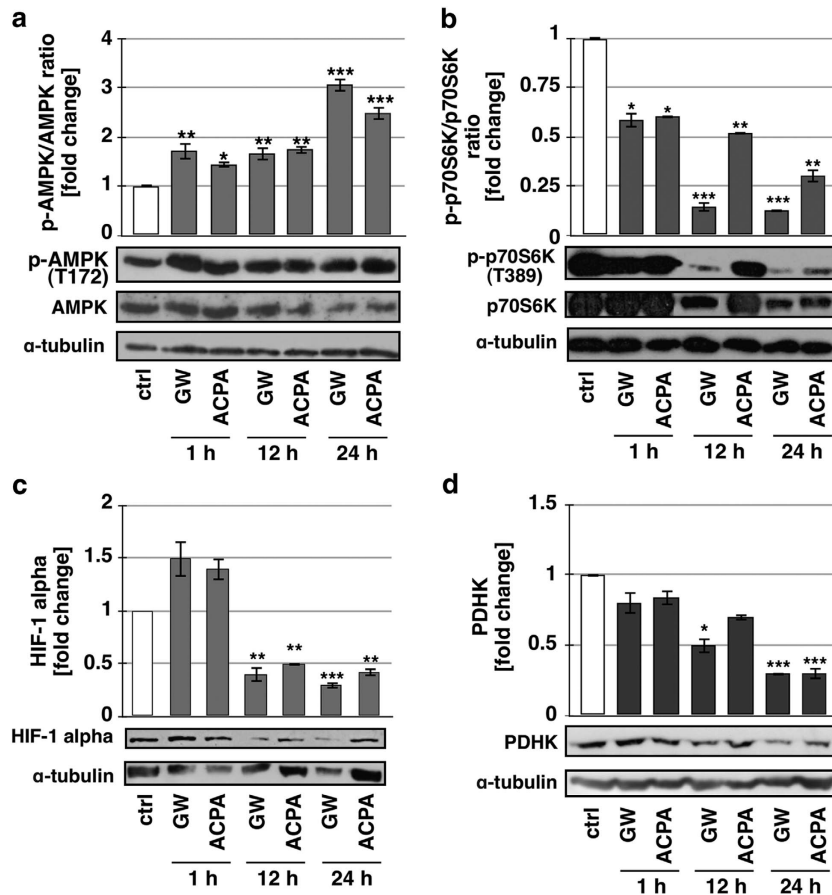 a
p-AMPK/AMPK ratio
[fold change]
4
3
2
1
0
** * ** ** *** ***
p-AMPK
(T172)
AMPK
α-tubulin
ctrl GW ACPA GW ACPA GW ACPA
1 h 12 h 24 h
b
p-p70S6K/p70S6K
ratio
[fold change]
1
0.75
0.5
0.25
0
* * *** ** *** **
p-p70S6K
(T389)
p70S6K
α-tubulin
ctrl GW ACPA GW ACPA GW ACPA
1 h 12 h 24 h
c
HIF-1 alpha
[fold change]
2
1.5
1
0.5
0
** ** *** **
HIF-1 alpha
α-tubulin
ctrl GW ACPA GW ACPA GW ACPA
1 h 12 h 24 h
d
PDHK
[fold change]
1.5
1
0.5
0
* *** ***
PDHK
α-tubulin
ctrl GW ACPA GW ACPA GW ACPA
1 h 12 h 24 h